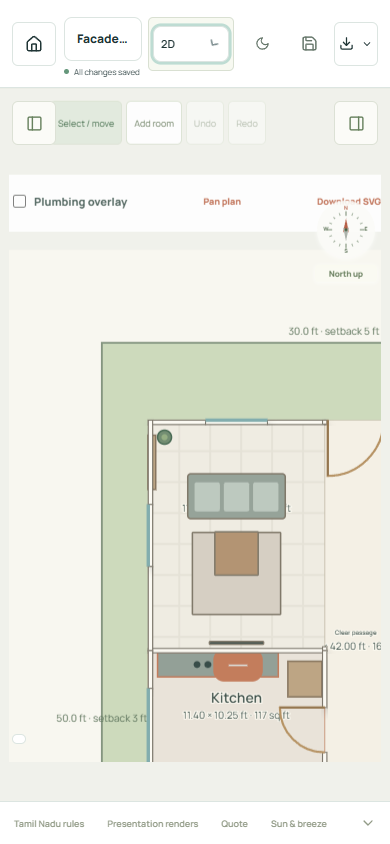 Facade...
2D
All changes saved
Select / move
Add room
Undo
Redo
Plumbing overlay
Pan plan
Download SVG
N
W
E
S
North up
30.0 ft · setback 5 ft
Clear passage
42.00 ft · 16
Kitchen
11.40 × 10.25 ft · 117 sq ft
50.0 ft · setback 3 ft
Tamil Nadu rules
Presentation renders
Quote
Sun & breeze